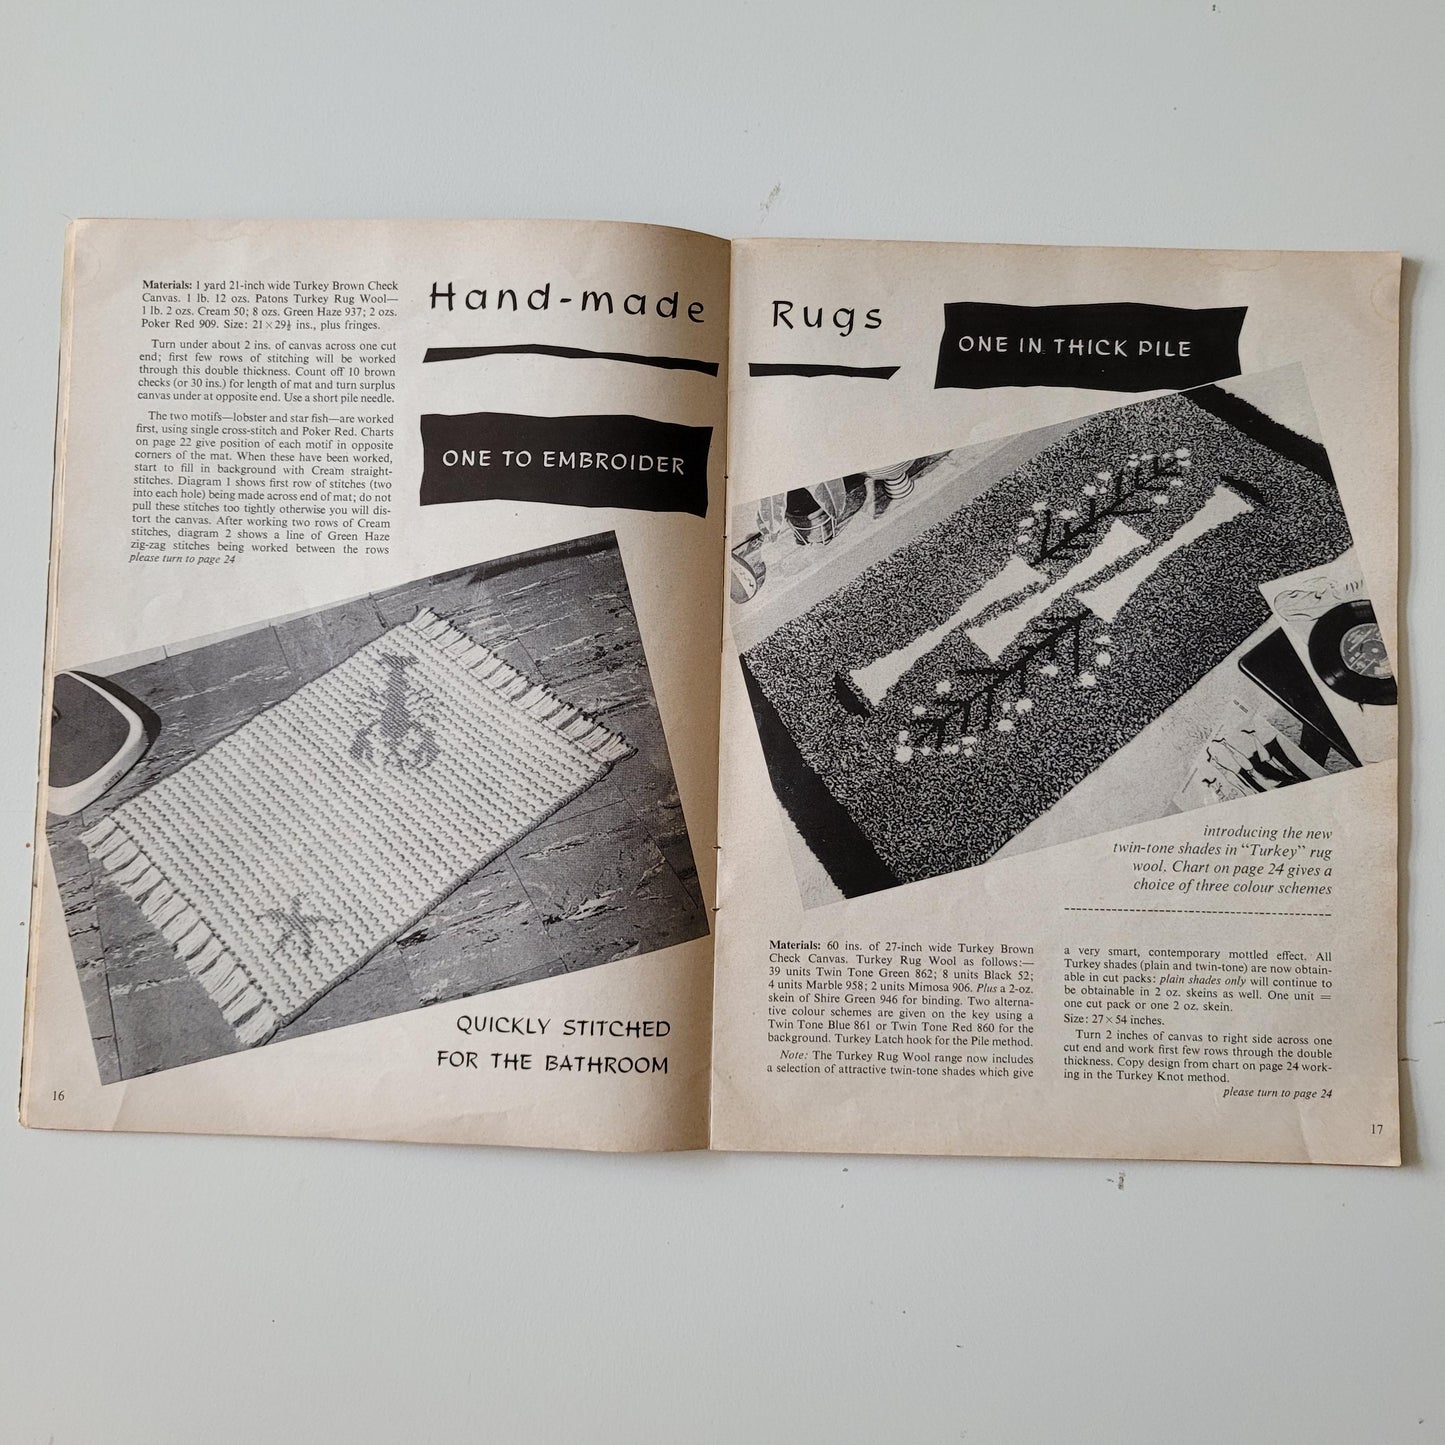 Hand-made Rugs
Materials: 1 yard 21-inch wide Turkey Brown Check
Canvas. 1 lb. 12 ozs. Patons Turkey Rug Wool—
1 lb. 2 ozs. Cream 50; 8 ozs. Green Haze 937; 2 ozs.
Poker Red 909. Size: 21 × 29½ ins., plus fringes.
Turn under about 2 ins. of canvas across one cut
end; first few rows of stitching will be worked
through this double thickness. Count off 10 brown
checks (or 30 ins.) for length of mat and turn surplus
canvas under at opposite end. Use a short pile needle.
The two motifs—lobster and star fish—are worked
first, using single cross-stitch and Poker Red. Charts
on page 22 give position of each motif in opposite
corners of the mat. When these have been worked,
start to fill in background with Cream straight-
stitches. Diagram 1 shows first row of stitches (two
into each hole) being made across end of mat; do not
pull these stitches too tightly otherwise you will dis-
tort the canvas. After working two rows of Cream
stitches, diagram 2 shows a line of Green Haze
zig-zag stitches being worked between the rows
please turn to page 24
ONE TO EMBROIDER
QUICKLY STITCHED
FOR THE BATHROOM
16
ONE IN THICK PILE
introducing the new
twin-tone shades in "Turkey" rug
wool. Chart on page 24 gives a
choice of three colour schemes
Materials: 60 ins. of 27-inch wide Turkey Brown
Check Canvas. Turkey Rug Wool as follows:—
39 units Twin Tone Green 862; 8 units Black 52;
4 units Marble 958; 2 units Mimosa 906. Plus a 2-oz.
skein of Shire Green 946 for binding. Two alterna-
tive colour schemes are given on the key using a
Twin Tone Blue 861 or Twin Tone Red 860 for the
background. Turkey Latch hook for the Pile method.
Note: The Turkey Rug Wool range now includes
a selection of attractive twin-tone shades which give
a very smart, contemporary mottled effect. All
Turkey shades (plain and twin-tone) are now obtain-
able in cut packs: plain shades only will continue to
be obtainable in 2 oz. skeins as well. One unit =
one cut pack or one 2 oz. skein.
Size: 27 × 54 inches.
Turn 2 inches of canvas to right side across one
cut end and work first few rows through the double
thickness. Copy design from chart on page 24 work-
ing in the Turkey Knot method.
please turn to page 24
17